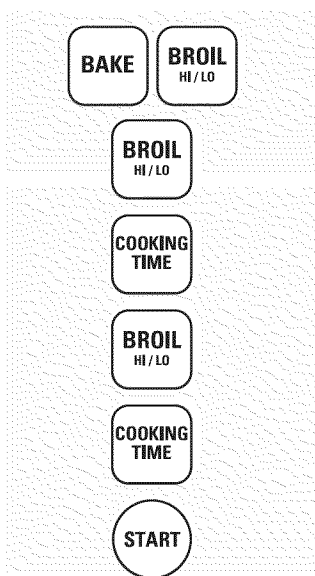 BAKE BROIL
HI / LO
BROIL
HI / LO
COOKING
TIME
BROIL
HI / LO
COOKING
TIME
START